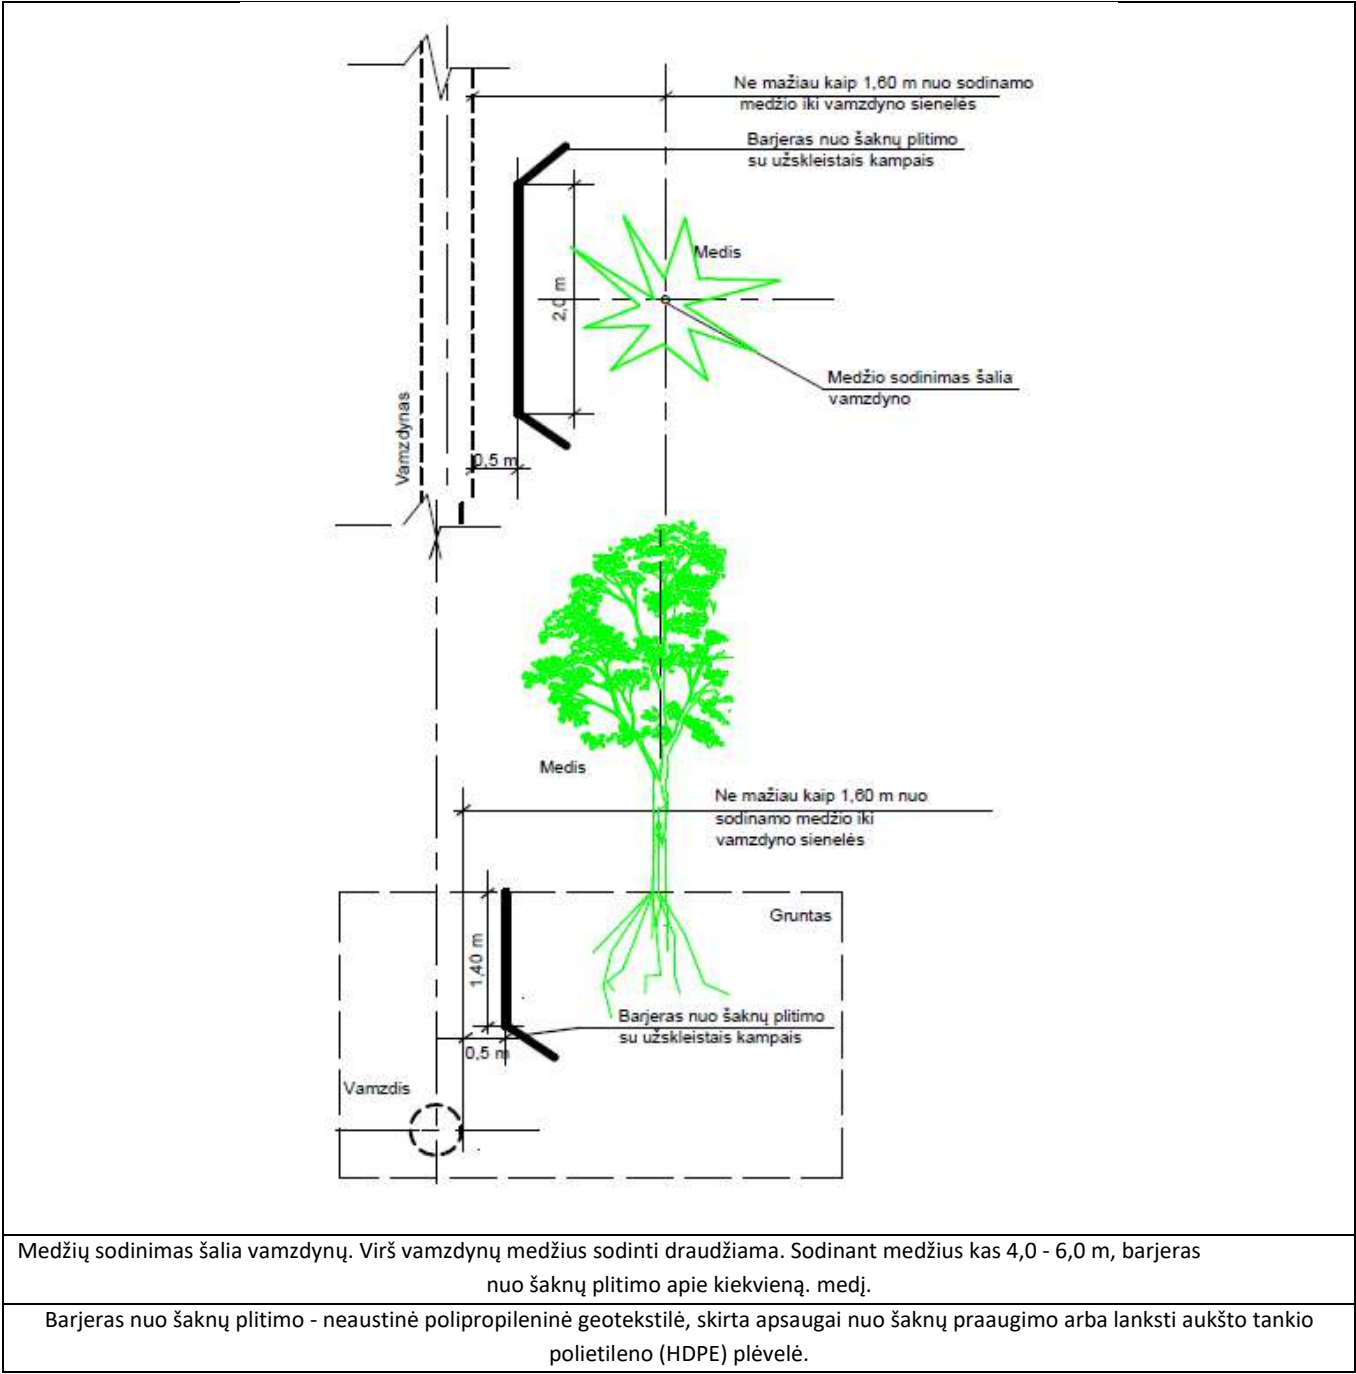 Ne mažiau kaip 1,60 m nuo sodinamo
medžio iki vamzdyno sienelės
Barjeras nuo šaknų plitimo
su užskleistais kampais
Medis
2,0 m
Medžio sodinimas šalia
vamzdyno
Vamzdynas
0,5 m
Medis
Ne mažiau kaip 1,60 m nuo
sodinamo medžio iki
vamzdyno sienelės
Gruntas
1,40 m
Barjeras nuo šaknų plitimo
su užskleistais kampais
0,5 m
Vamzdis
Medžių sodinimas šalia vamzdynų. Virš vamzdynų medžius sodinti draudžiama. Sodinant medžius kas 4,0 - 6,0 m, barjeras
nuo šaknų plitimo apie kiekvieną. medį.
Barjeras nuo šaknų plitimo - neaustinė polipropileninė geotekstilė, skirta apsaugai nuo šaknų praaugimo arba lanksti aukšto tankio
polietileno (HDPE) plėvelė.